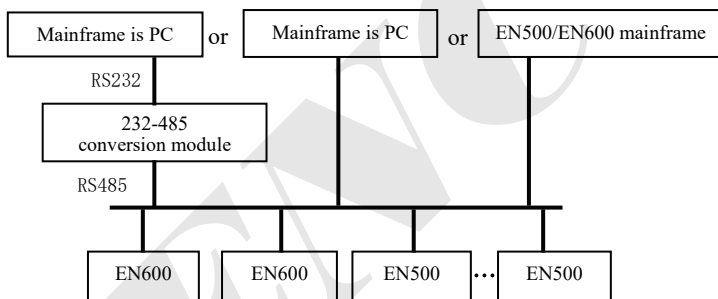 Mainframe is PC or Mainframe is PC or EN500/EN600 mainframe
RS232
232-485
conversion module
RS485
EN600 EN600 EN500 ... EN500
ENC